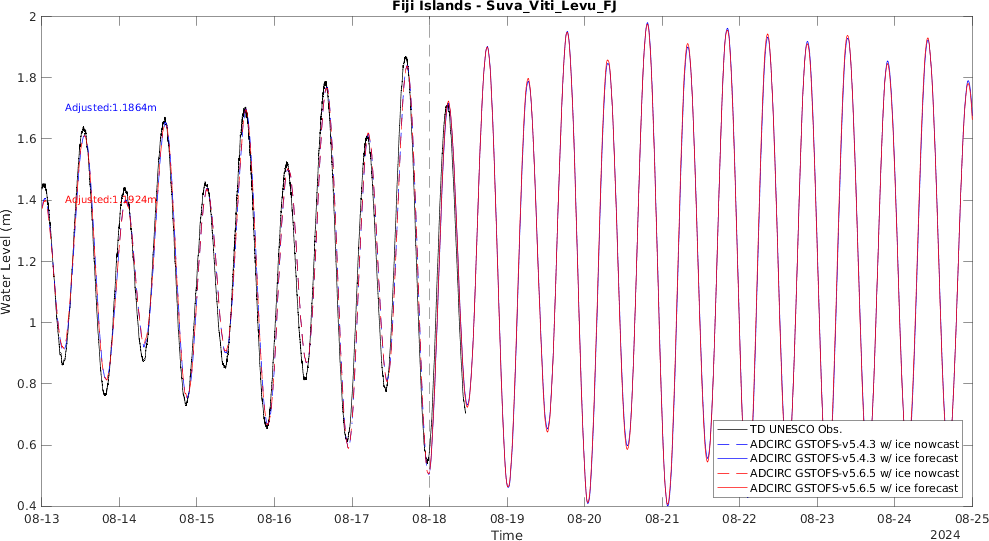 Fiji Islands - Suva_Viti_Levu_FJ
2
1.8
1.6
1.4
1.2
1
0.8
0.6
0.4
Water Level (m)
Adjusted:1.1864m
Adjusted:1.1924m
TD UNESCO Obs.
ADCIRC GSTOFS-v5.4.3 w/ ice nowcast
ADCIRC GSTOFS-v5.4.3 w/ ice forecast
ADCIRC GSTOFS-v5.6.5 w/ ice nowcast
ADCIRC GSTOFS-v5.6.5 w/ ice forecast
08-13 08-14 08-15 08-16 08-17 08-18 08-19 08-20 08-21 08-22 08-23 08-24 08-25
Time
2024